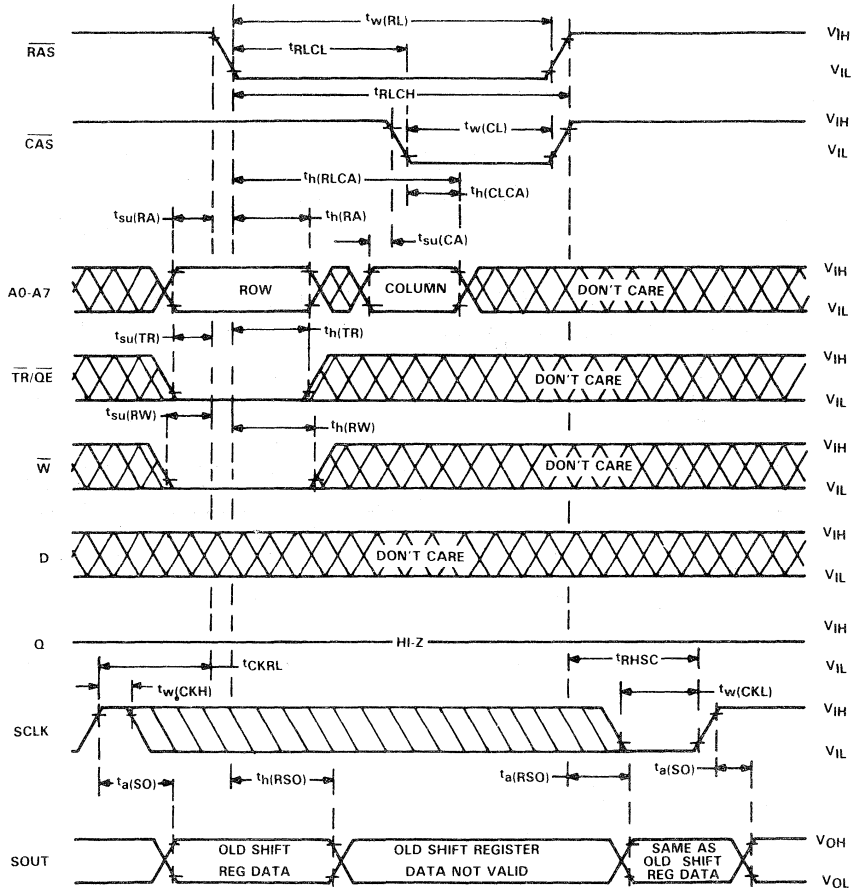 tw(RL)
VIH
RAS
tRLCL
VIL
tRLCH
VIH
CAS
tw(CL)
VIL
th(RLCA)
th(CLCA)
tsu(RA)
th(RA)
tsu(CA)
VIH
A0-A7
ROW
COLUMN
DON'T CARE
VIL
tsu(TR)
th(TR)
VIH
TR/QE
DON'T CARE
VIL
tsu(RW)
th(RW)
VIH
W
DON'T CARE
VIL
VIH
D
DON'T CARE
VIL
VIH
Q
HI-Z
tCKRL
tRHSC
VIL
tw(CKH)
tw(CKL)
VIH
SCLK
VIL
ta(SO)
th(RSO)
ta(RSO)
ta(SO)
VOH
SOUT
OLD SHIFT
REG DATA
OLD SHIFT REGISTER
DATA NOT VALID
SAME AS
OLD SHIFT
REG DATA
VOL